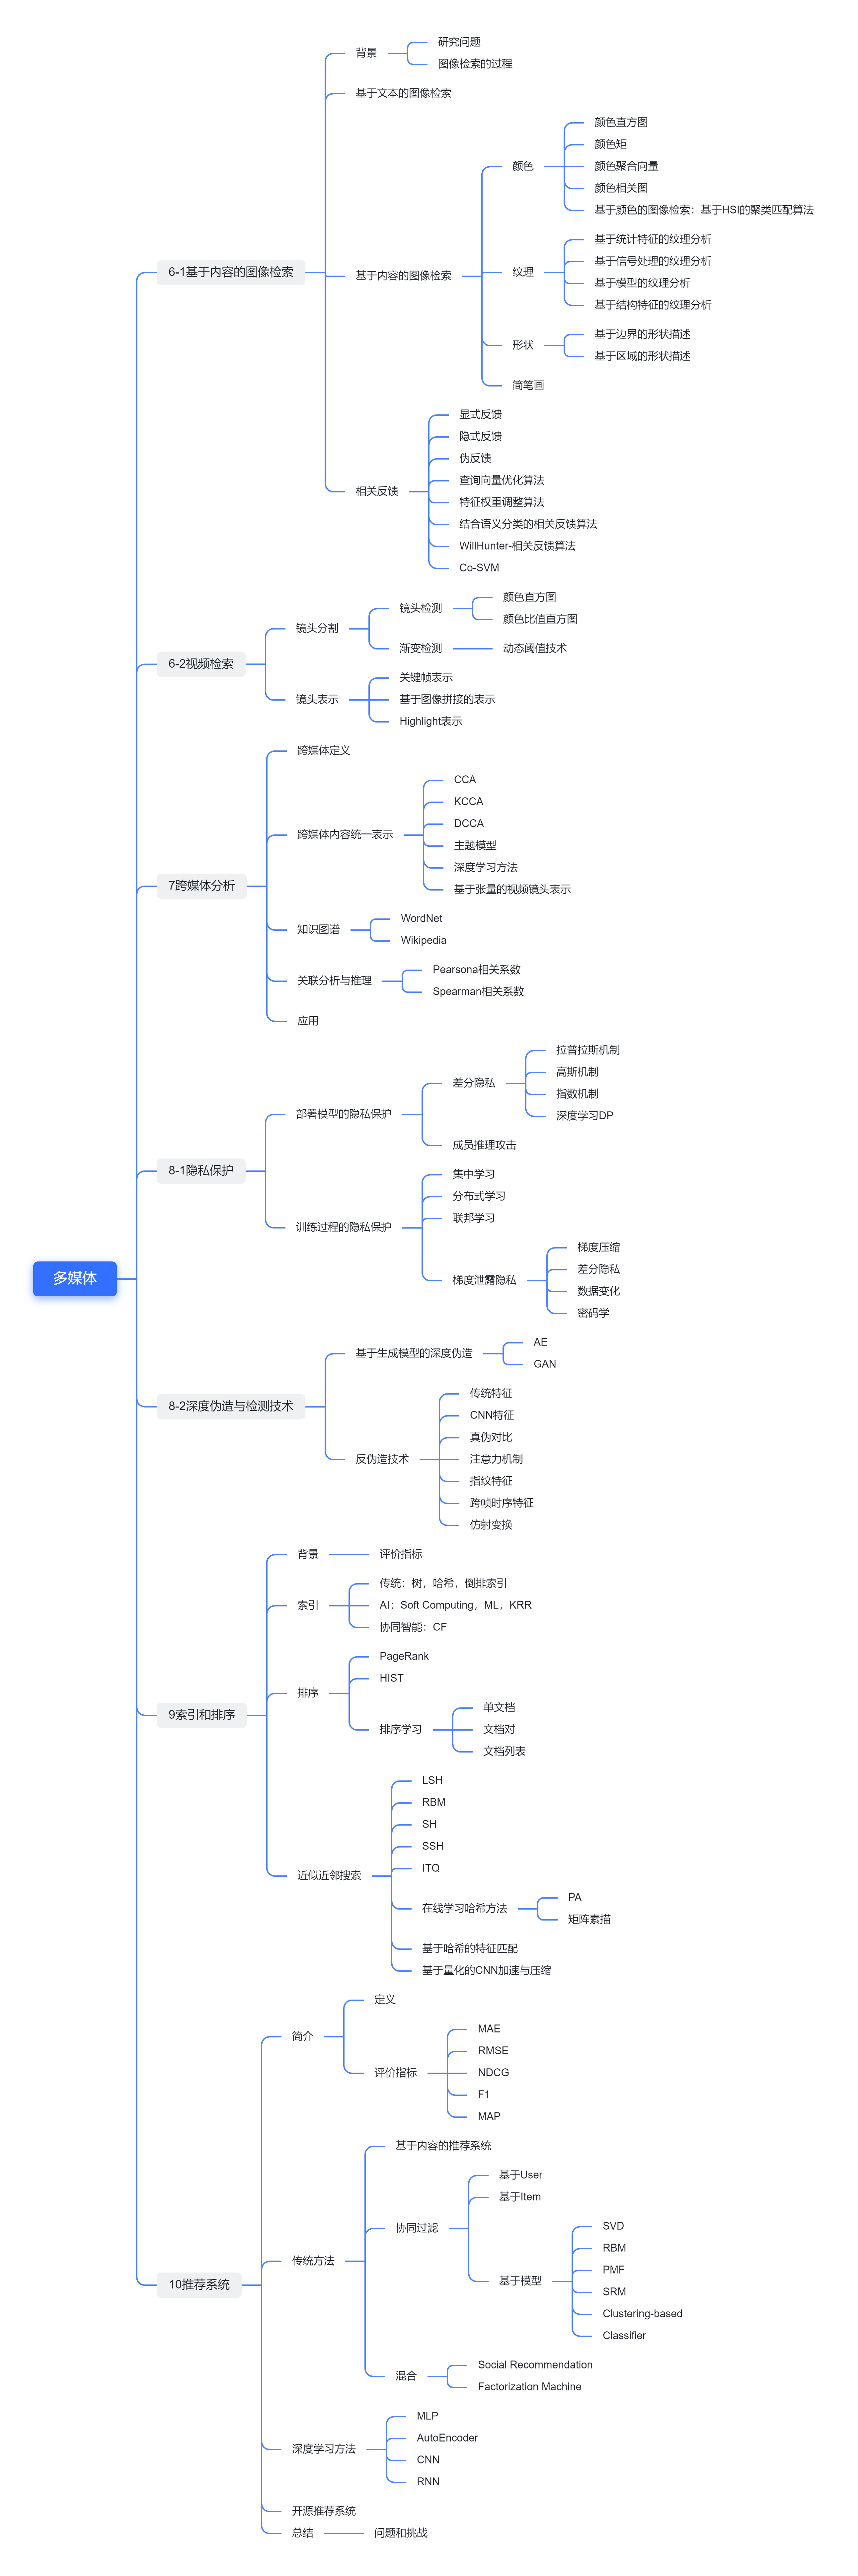 多媒体
6-1基于内容的图像检索
背景
研究问题
图像检索的过程
基于文本的图像检索
基于内容的图像检索
颜色
颜色直方图
颜色矩
颜色聚合向量
颜色相关图
基于颜色的图像检索：基于HSI的聚类匹配算法
纹理
基于统计特征的纹理分析
基于信号处理的纹理分析
基于模型的纹理分析
基于结构特征的纹理分析
形状
基于边界的形状描述
基于区域的形状描述
简笔画
相关反馈
显式反馈
隐式反馈
伪反馈
查询向量优化算法
特征权重调整算法
结合语义分类的相关反馈算法
WillHunter-相关反馈算法
Co-SVM
6-2视频检索
镜头分割
镜头检测
颜色直方图
颜色比值直方图
渐变检测
动态阈值技术
镜头表示
关键帧表示
基于图像拼接的表示
Highlight表示
7跨媒体分析
跨媒体定义
跨媒体内容统一表示
CCA
KCCA
DCCA
主题模型
深度学习方法
基于张量的视频镜头表示
知识图谱
WordNet
Wikipedia
关联分析与推理
Pearsona相关系数
Spearman相关系数
应用
8-1隐私保护
部署模型的隐私保护
差分隐私
拉普拉斯机制
高斯机制
指数机制
深度学习DP
成员推理攻击
训练过程的隐私保护
集中学习
分布式学习
联邦学习
梯度泄露隐私
梯度压缩
差分隐私
数据变化
密码学
8-2深度伪造与检测技术
基于生成模型的深度伪造
AE
GAN
反伪造技术
传统特征
CNN特征
真伪对比
注意力机制
指纹特征
跨帧时序特征
仿射变换
9索引和排序
背景
评价指标
索引
传统：树，哈希，倒排索引
AI：Soft Computing，ML，KRR
协同智能：CF
排序
PageRank
HIST
排序学习
单文档
文档对
文档列表
近似近邻搜索
LSH
RBM
SH
SSH
ITQ
在线学习哈希方法
PA
矩阵素描
基于哈希的特征匹配
基于量化的CNN加速与压缩
10推荐系统
简介
定义
评价指标
MAE
RMSE
NDCG
F1
MAP
传统方法
基于内容的推荐系统
协同过滤
基于User
基于Item
基于模型
SVD
RBM
PMF
SRM
Clustering-based
Classifier
混合
Social Recommendation
Factorization Machine
深度学习方法
MLP
AutoEncoder
CNN
RNN
开源推荐系统
总结
问题和挑战